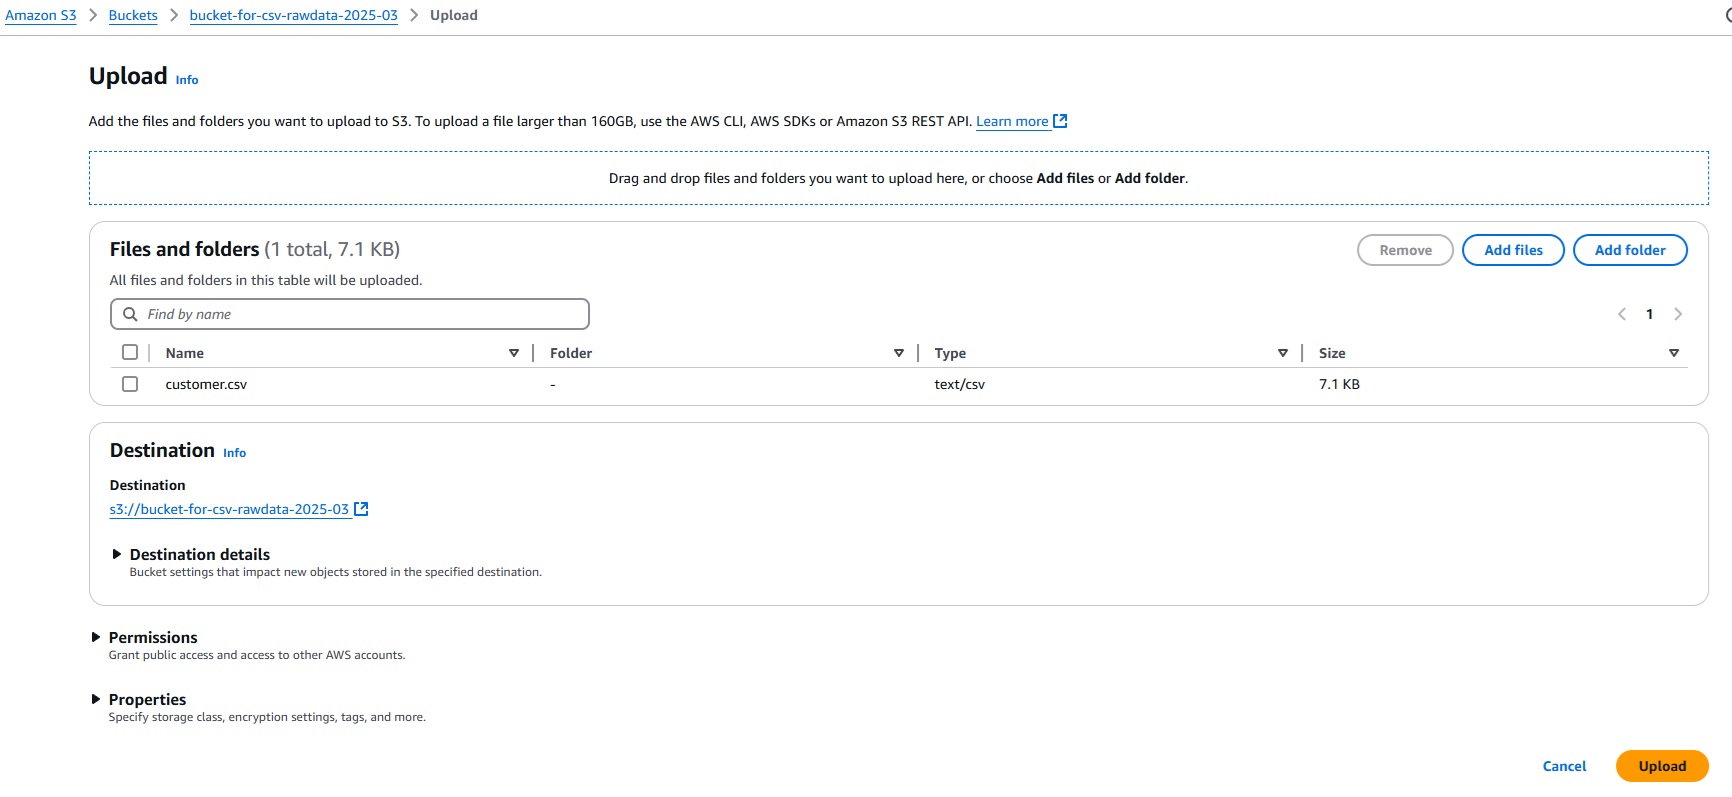 Amazon S3 > Buckets > bucket-for-csv-rawdata-2025-03 > Upload
Upload Info
Add the files and folders you want to upload to S3. To upload a file larger than 160GB, use the AWS CLI, AWS SDKs or Amazon S3 REST API. Learn more
Drag and drop files and folders you want to upload here, or choose Add files or Add folder.
Files and folders (1 total, 7.1 KB)
Remove Add files Add folder
All files and folders in this table will be uploaded.
Find by name
1
Name Folder Type Size
customer.csv - text/csv 7.1 KB
Destination Info
Destination
s3://bucket-for-csv-rawdata-2025-03
Destination details
Bucket settings that impact new objects stored in the specified destination.
Permissions
Grant public access and access to other AWS accounts.
Properties
Specify storage class, encryption settings, tags, and more.
Cancel Upload